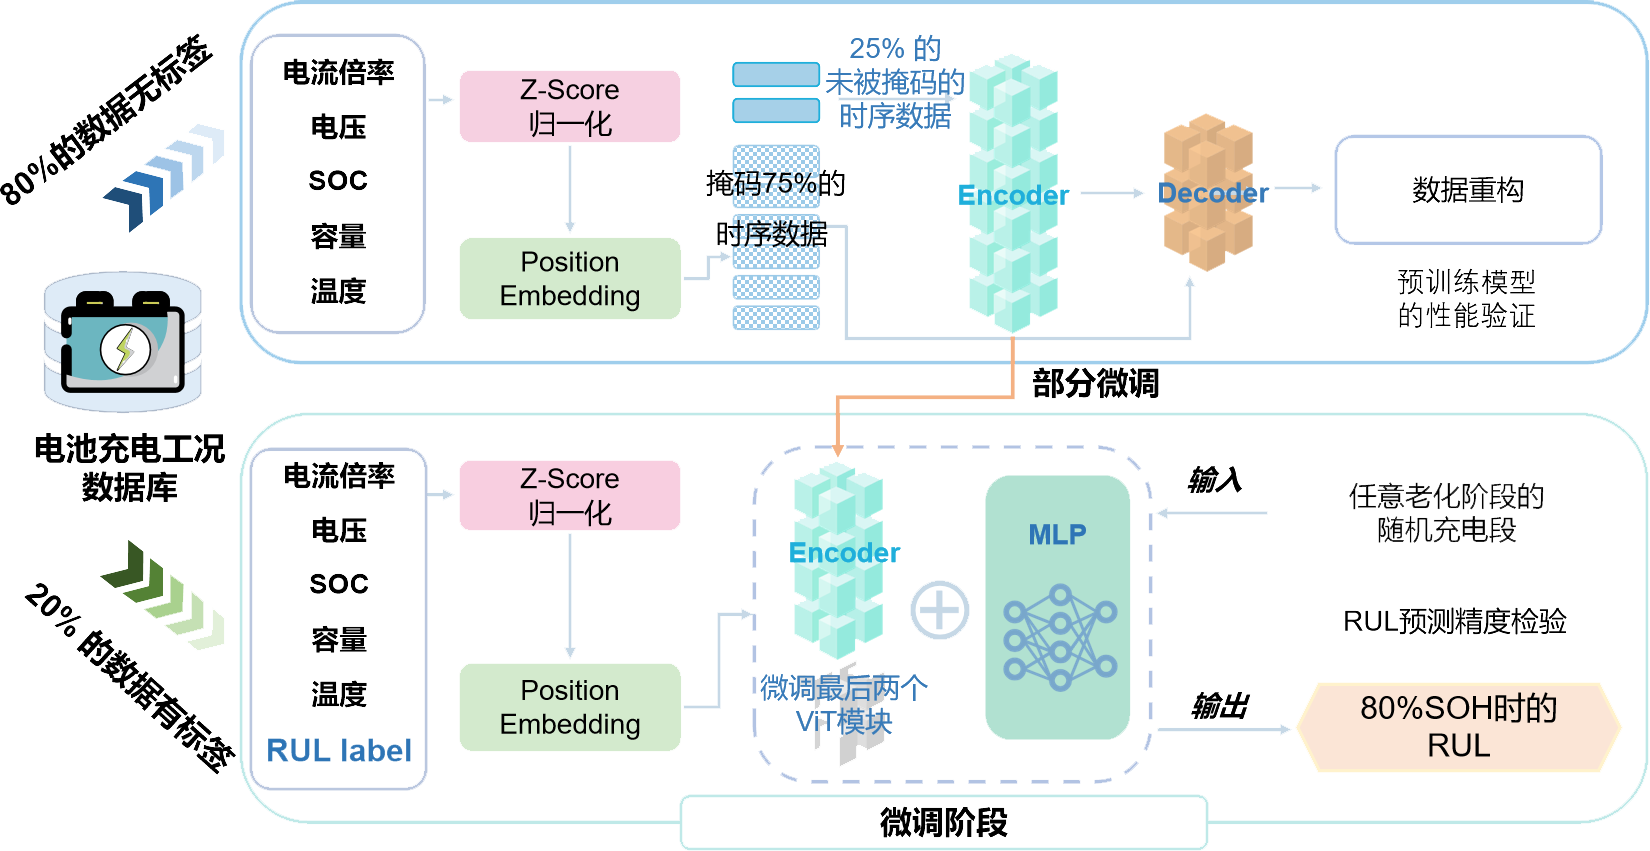 80%的数据无标签
电流倍率
电压
SOC
容量
温度
Z-Score
归一化
Position
Embedding
25% 的
未被掩码的
时序数据
掩码75%的
时序数据
Encoder
Decoder
数据重构
预训练模型
的性能验证
部分微调
电池充电工况
数据库
20% 的数据有标签
电流倍率
电压
SOC
容量
温度
RUL label
Z-Score
归一化
Position
Embedding
Encoder
微调最后两个
ViT模块
MLP
输入
任意老化阶段的
随机充电段
RUL预测精度检验
输出
80%SOH时的
RUL
微调阶段